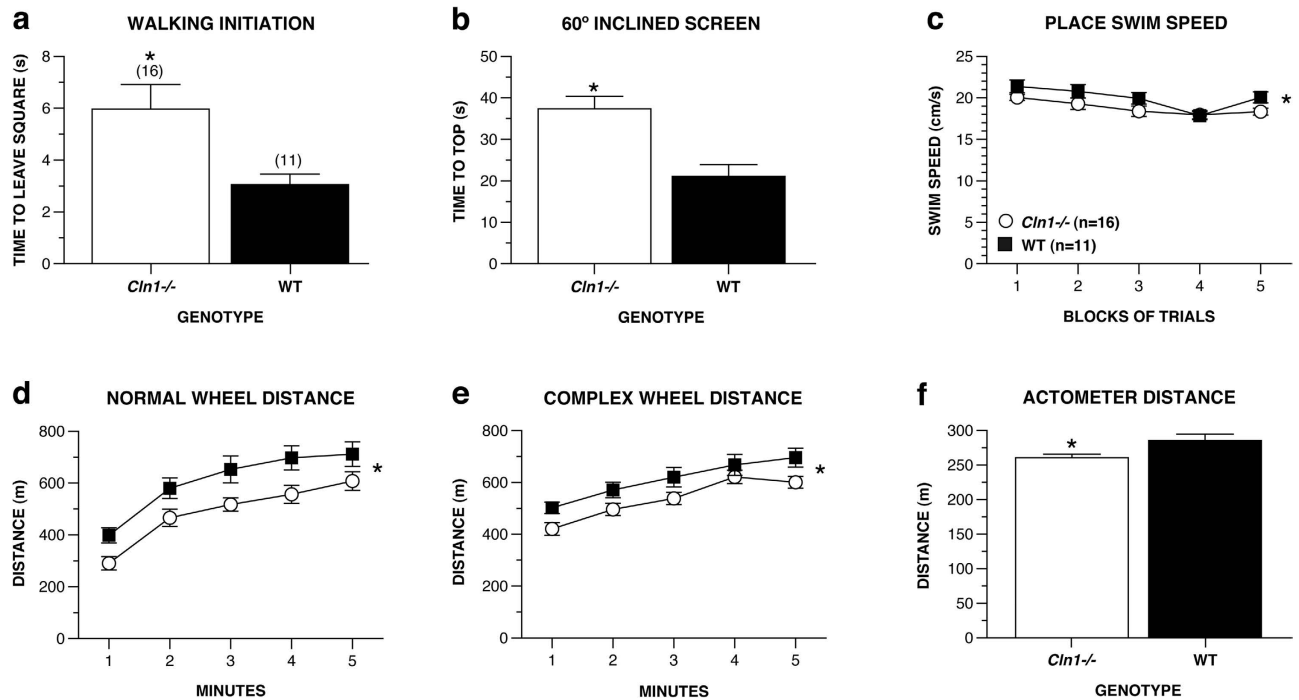 a
WALKING INITIATION
TIME TO LEAVE SQUARE (s)
8
6
4
2
0
*
(16)
(11)
Cln1-/-
WT
GENOTYPE
b
60º INCLINED SCREEN
TIME TO TOP (s)
50
40
30
20
10
0
*
Cln1-/-
WT
GENOTYPE
c
PLACE SWIM SPEED
SWIM SPEED (cm/s)
25
20
15
10
5
0
*
Cln1-/- (n=16)
WT (n=11)
1 2 3 4 5
BLOCKS OF TRIALS
d
NORMAL WHEEL DISTANCE
DISTANCE (m)
800
600
400
200
0
*
1 2 3 4 5
MINUTES
e
COMPLEX WHEEL DISTANCE
DISTANCE (m)
800
600
400
200
0
*
1 2 3 4 5
MINUTES
f
ACTOMETER DISTANCE
DISTANCE (m)
300
250
200
150
100
50
0
*
Cln1-/-
WT
GENOTYPE